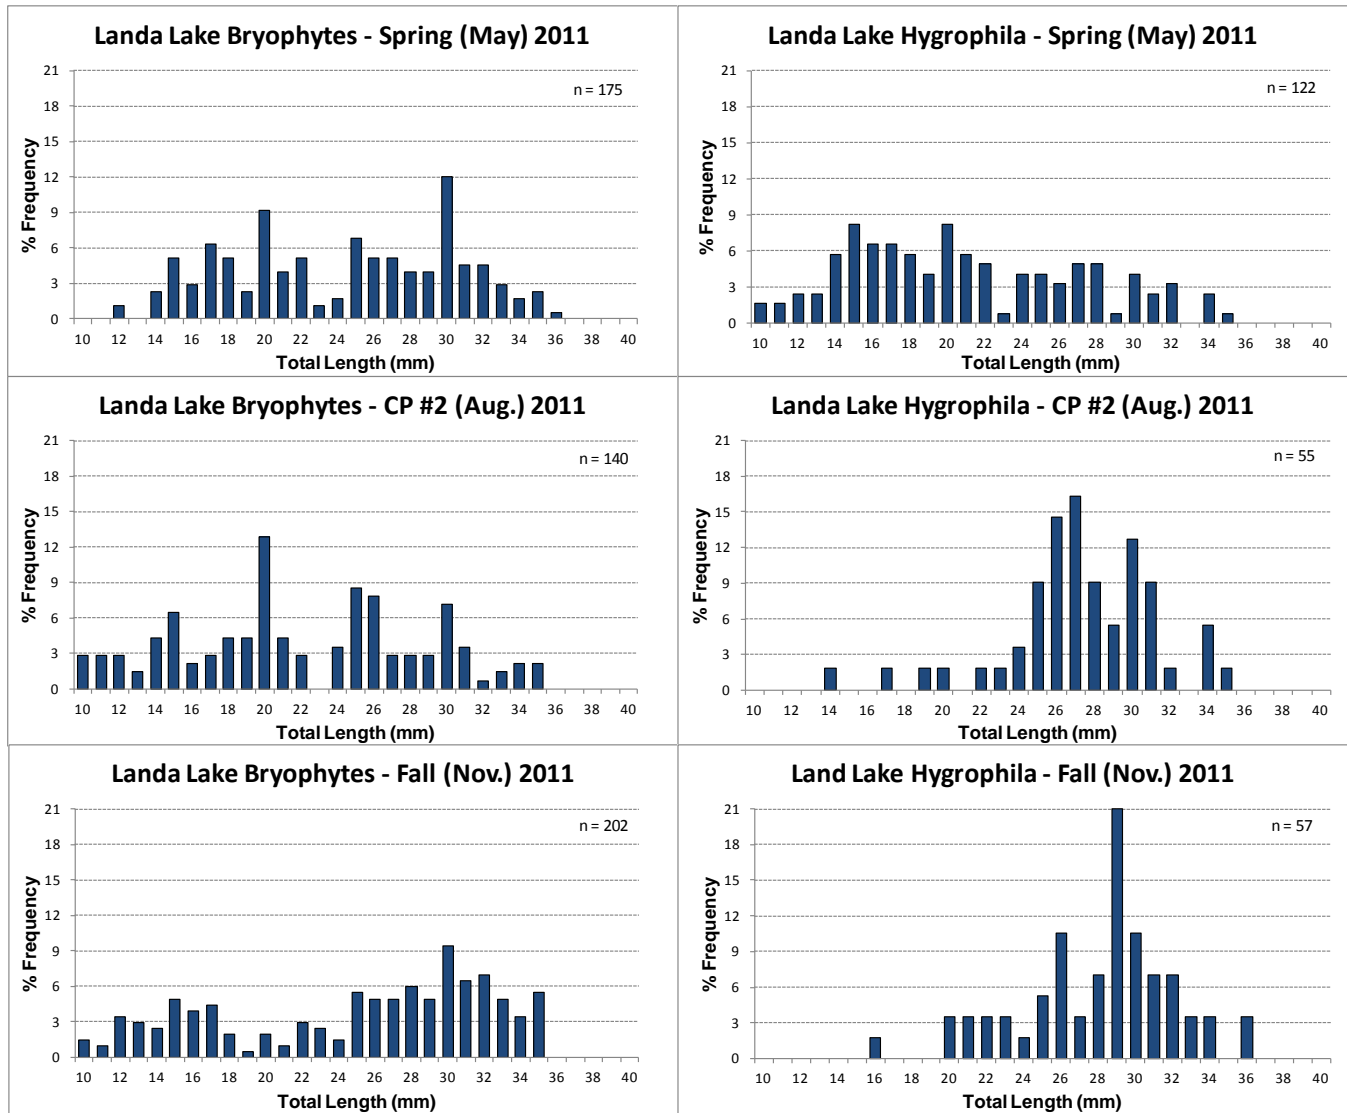 Landa Lake Bryophytes - Spring (May) 2011
n = 175
% Frequency
21
18
15
12
9
6
3
0
10 12 14 16 18 20 22 24 26 28 30 32 34 36 38 40
Total Length (mm)
Landa Lake Hygrophila - Spring (May) 2011
n = 122
% Frequency
21
18
15
12
9
6
3
0
10 12 14 16 18 20 22 24 26 28 30 32 34 36 38 40
Total Length (mm)
Landa Lake Bryophytes - CP #2 (Aug.) 2011
n = 140
% Frequency
21
18
15
12
9
6
3
0
10 12 14 16 18 20 22 24 26 28 30 32 34 36 38 40
Total Length (mm)
Landa Lake Hygrophila - CP #2 (Aug.) 2011
n = 55
% Frequency
21
18
15
12
9
6
3
0
10 12 14 16 18 20 22 24 26 28 30 32 34 36 38 40
Total Length (mm)
Landa Lake Bryophytes - Fall (Nov.) 2011
n = 202
% Frequency
21
18
15
12
9
6
3
0
10 12 14 16 18 20 22 24 26 28 30 32 34 36 38 40
Total Length (mm)
Land Lake Hygrophila - Fall (Nov.) 2011
n = 57
% Frequency
21
18
15
12
9
6
3
0
10 12 14 16 18 20 22 24 26 28 30 32 34 36 38 40
Total Length (mm)